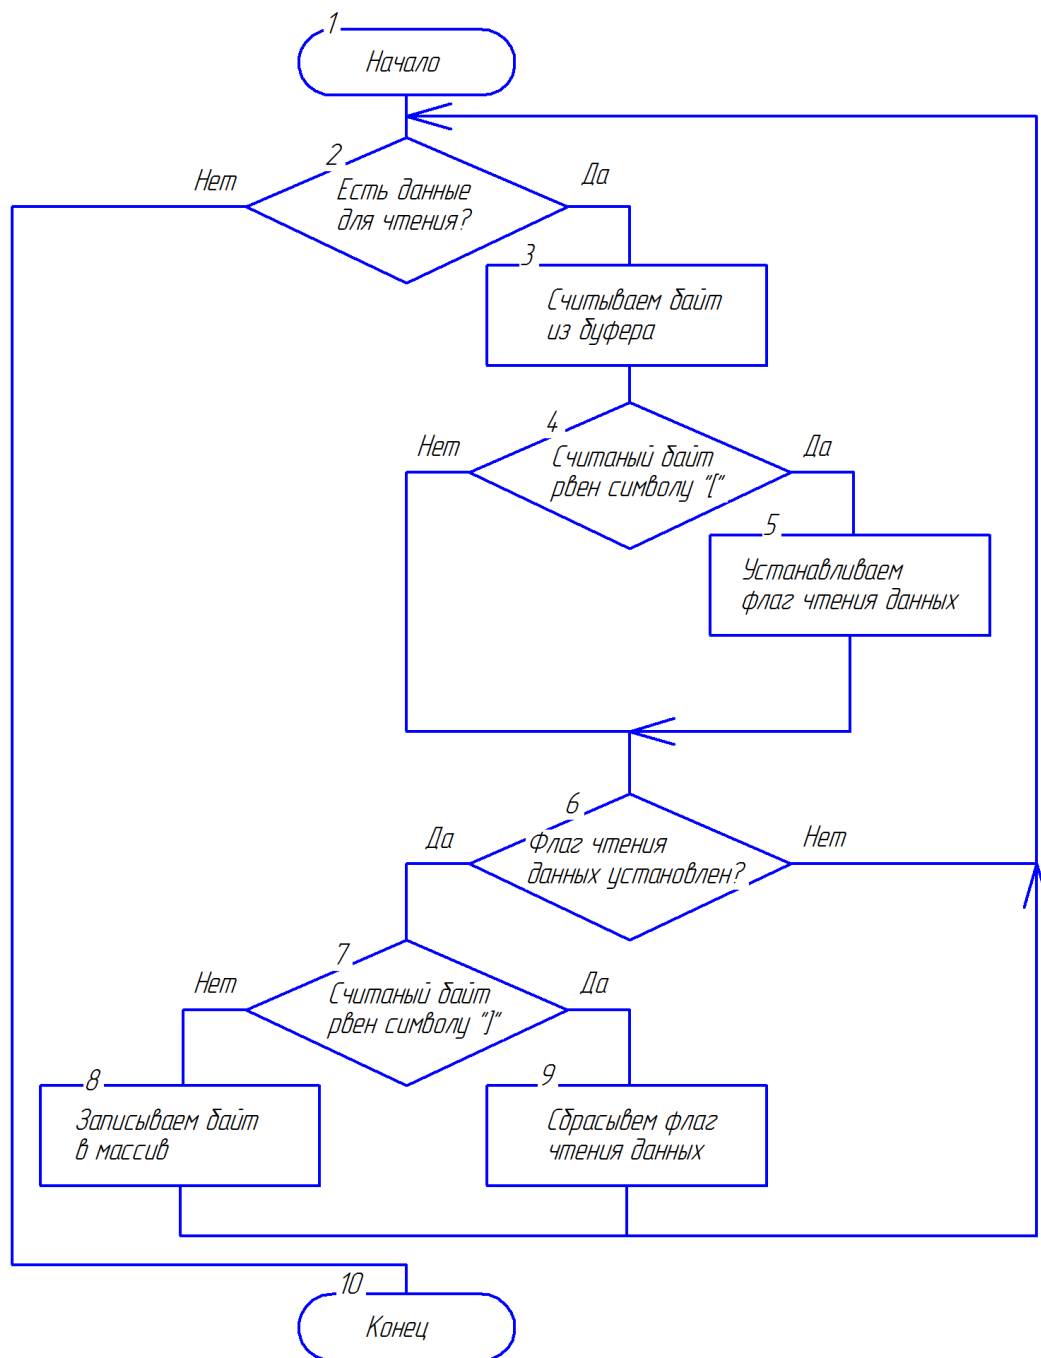 1
Начало
2
Нет
Да
Есть данные
для чтения?
3
Считываем байт
из буфера
4
Нет
Да
Считаный байт
рвен символу "["
5
Устанавливаем
флаг чтения данных
6
Да
Нет
Флаг чтения
данных установлен?
7
Нет
Да
Считаный байт
рвен символу "]"
8
Записываем байт
в массив
9
Сбрасывем флаг
чтения данных
10
Конец